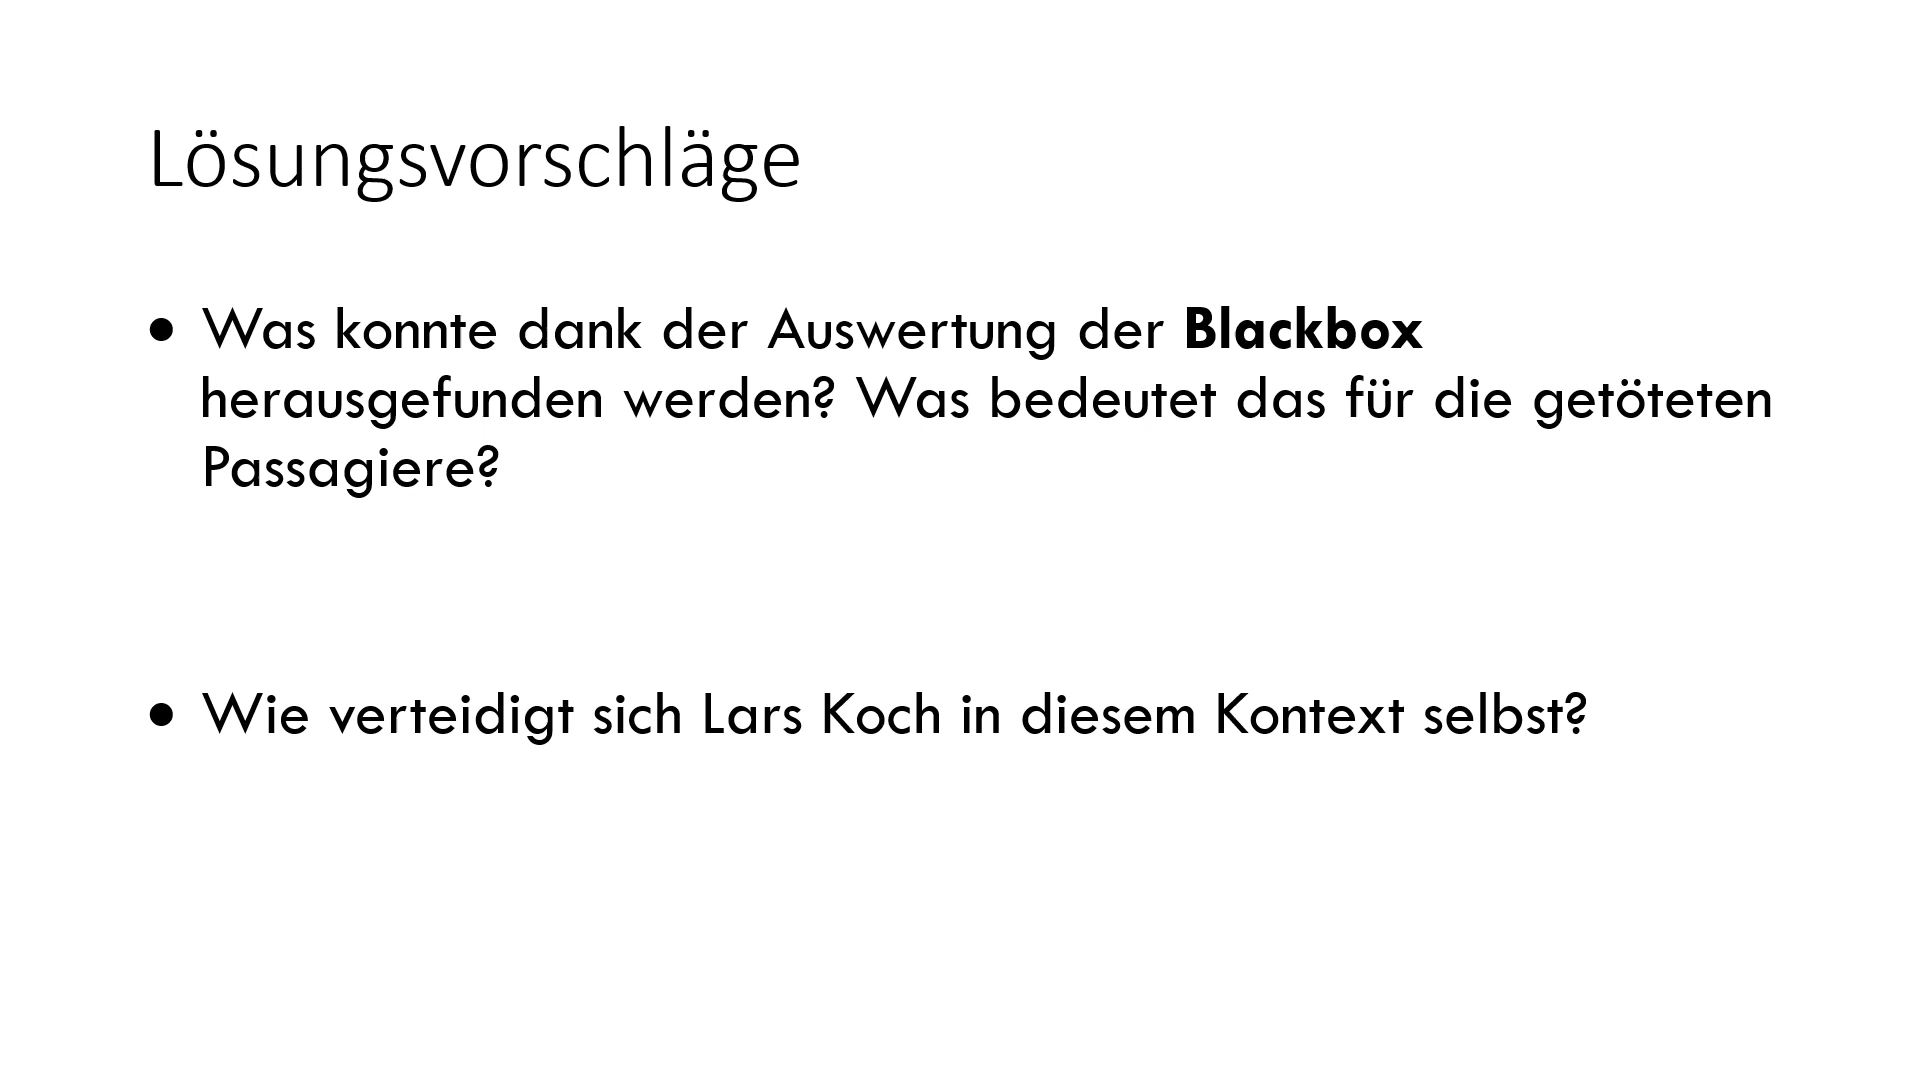 Lösungsvorschläge
• Was konnte dank der Auswertung der Blackbox
herausgefunden werden? Was bedeutet das für die getöteten
Passagiere?
• Wie verteidigt sich Lars Koch in diesem Kontext selbst?